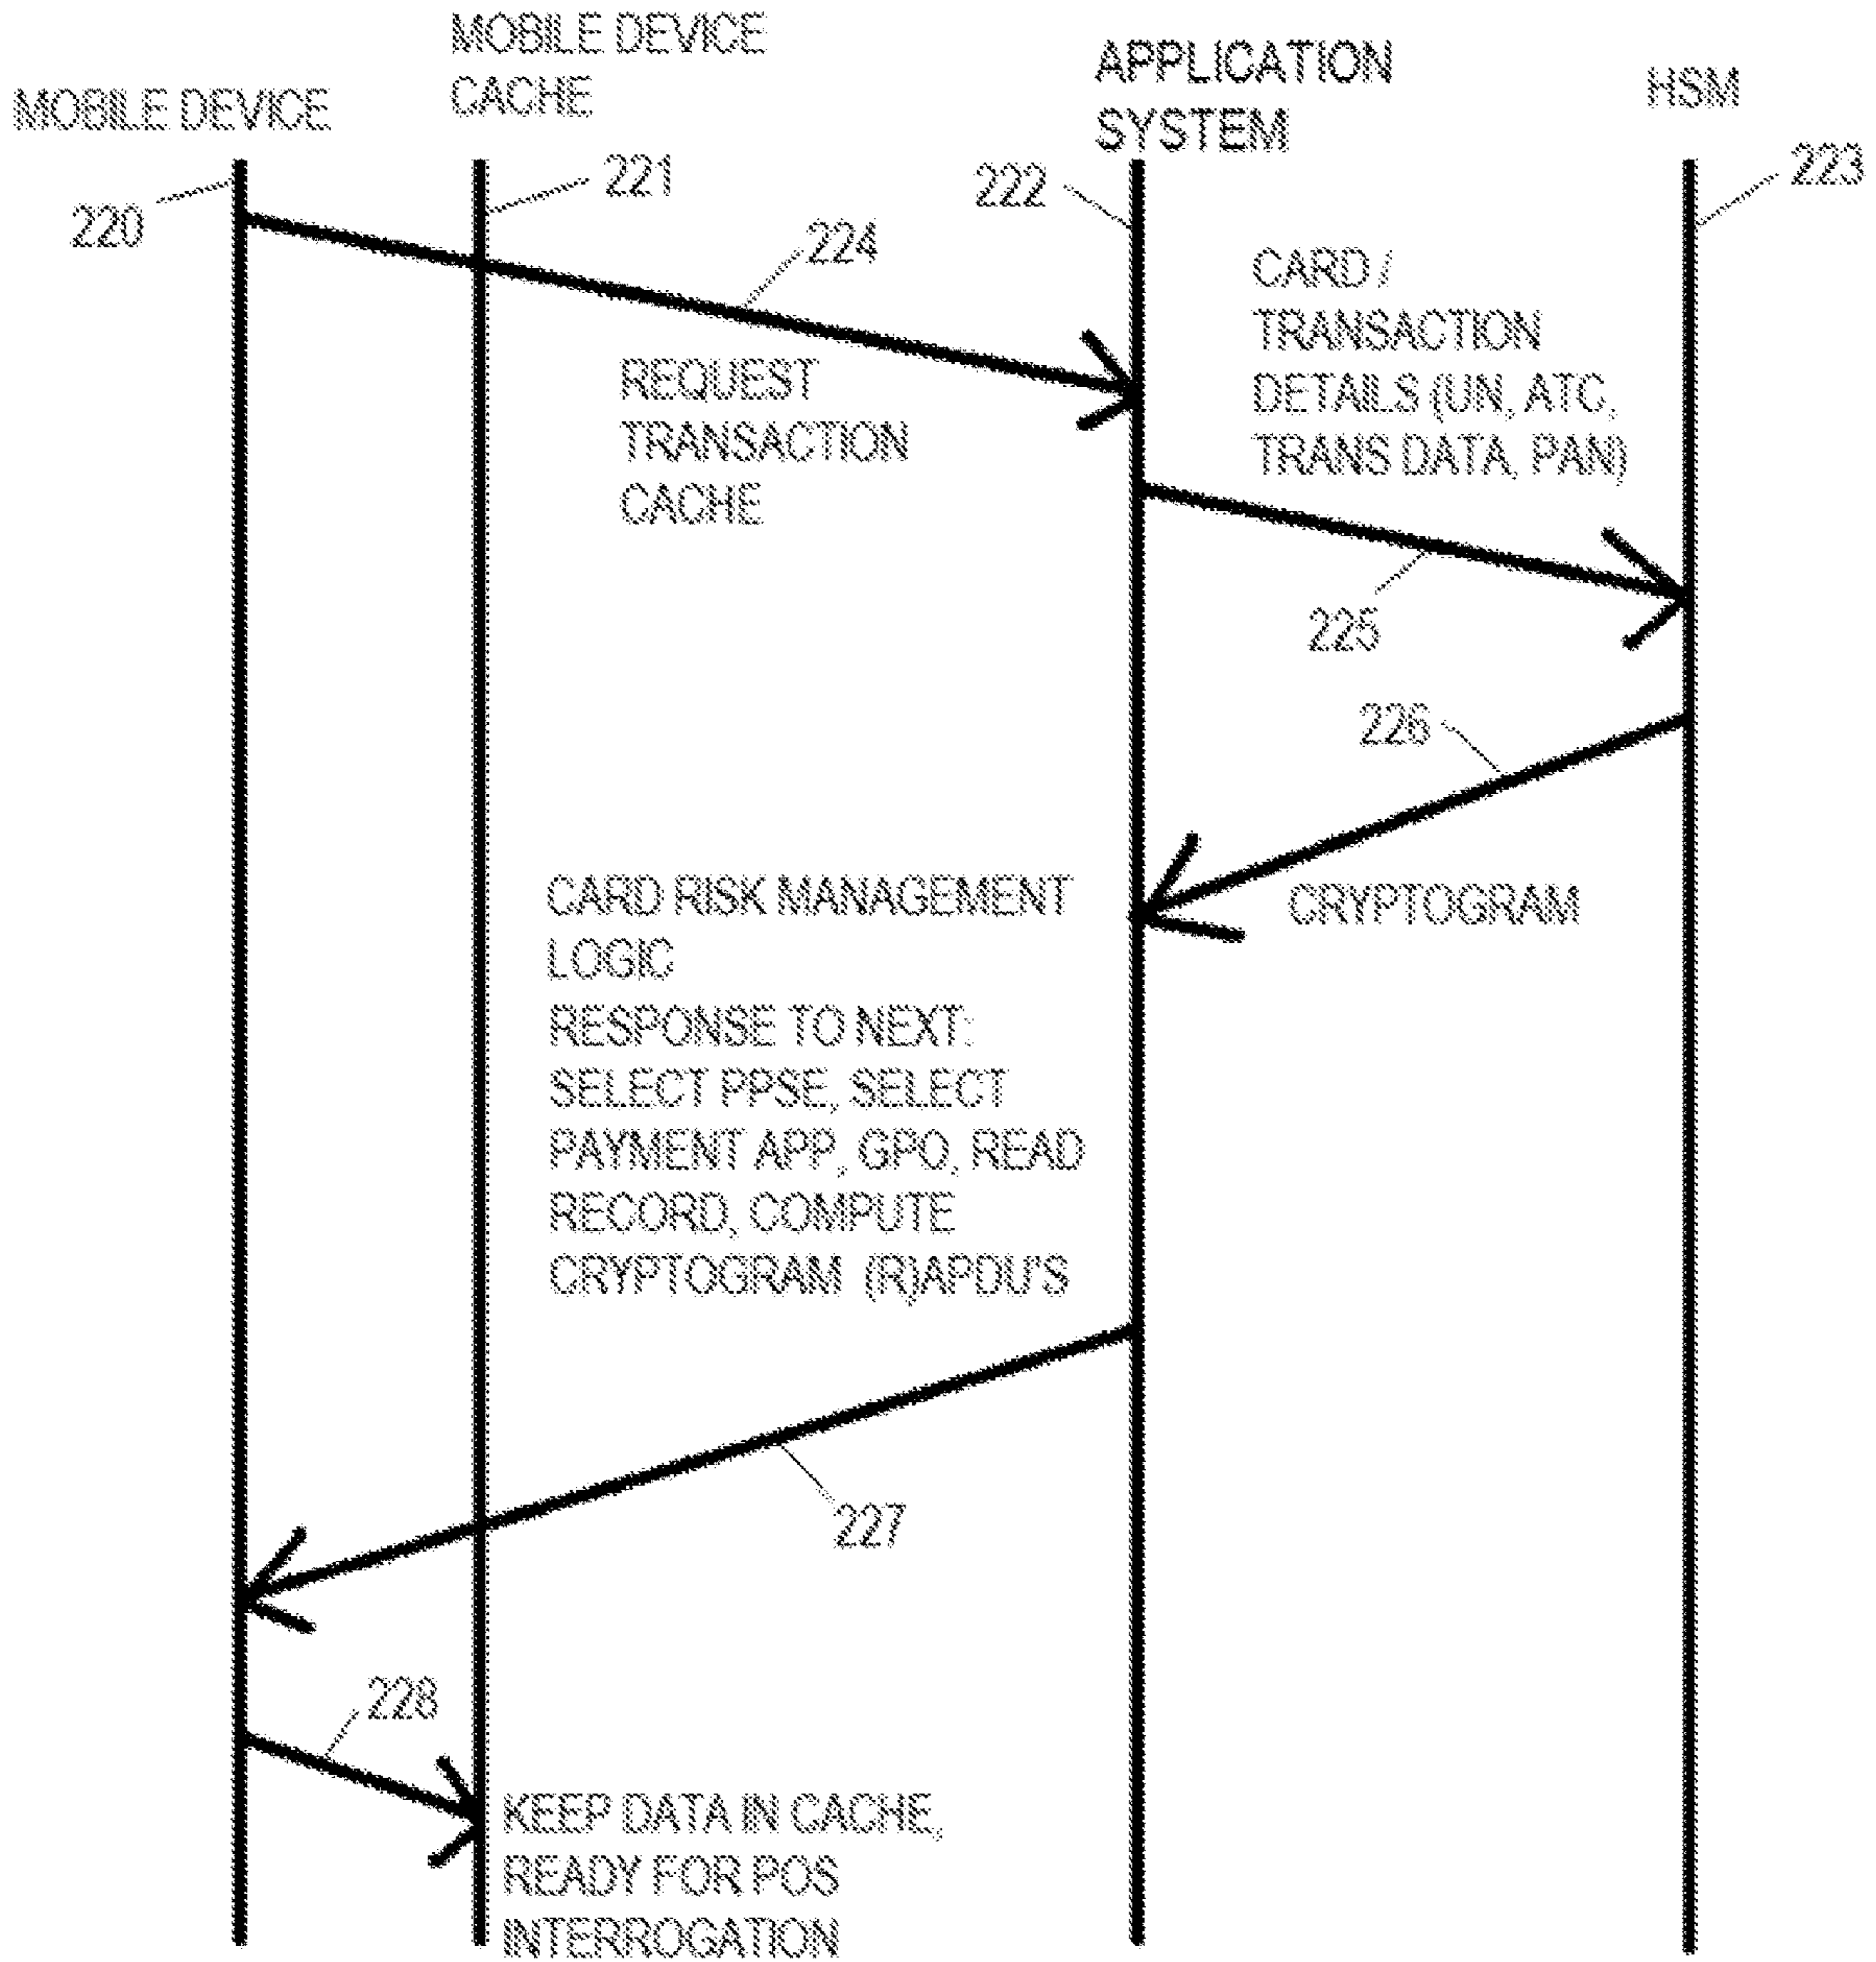 MOBILE DEVICE
MOBILE DEVICE
CACHE
APPLICATION
SYSTEM
HSM
220
221
222
223
224
REQUEST
TRANSACTION
CACHE
CARD /
TRANSACTION
DETAILS (UN, ATC,
TRANS DATA, PAN)
225
226
CRYPTOGRAM
CARD RISK MANAGEMENT
LOGIC
RESPONSE TO NEXT:
SELECT PPSE, SELECT
PAYMENT APP, GPO, READ
RECORD, COMPUTE
CRYPTOGRAM (R)APDU'S
227
228
KEEP DATA IN CACHE,
READY FOR POS
INTERROGATION